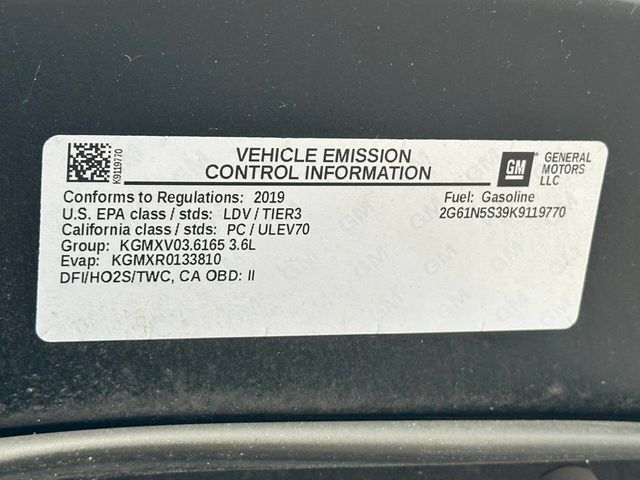 K9119770
VEHICLE EMISSION
CONTROL INFORMATION
GM
GENERAL
MOTORS
LLC
Conforms to Regulations: 2019
Fuel: Gasoline
U.S. EPA class / stds: LDV / TIER3
2G61N5S39K9119770
California class / stds: PC / ULEV70
Group: KGMXV03.6165 3.6L
Evap: KGMXR0133810
DFI/HO2S/TWC, CA OBD: II